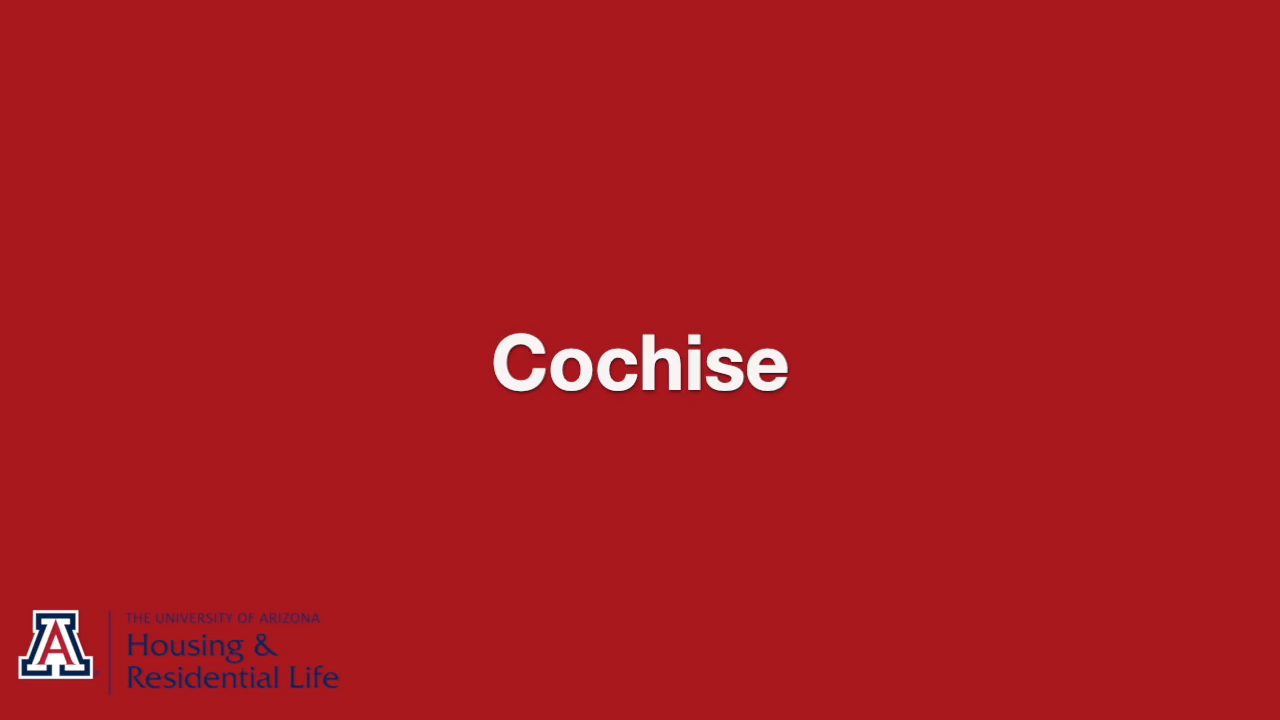 Cochise
A
THE UNIVERSITY OF ARIZONA
Housing &
Residential Life